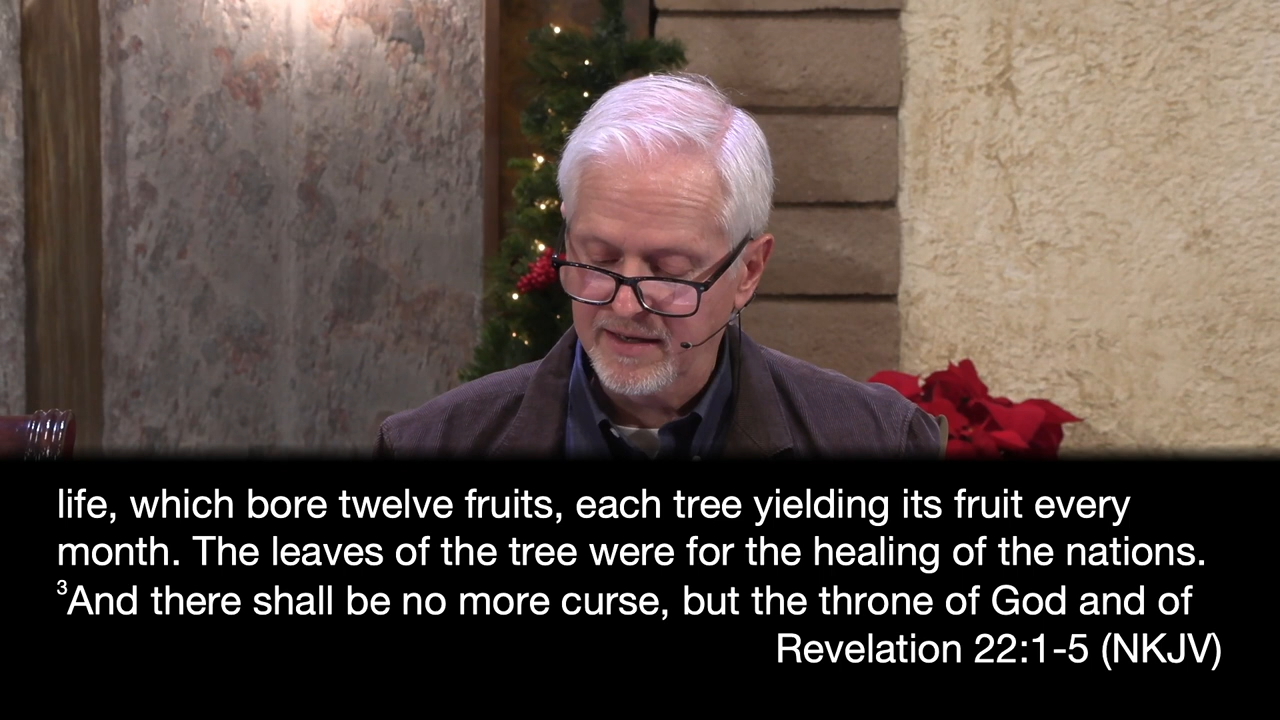 life, which bore twelve fruits, each tree yielding its fruit every
month. The leaves of the tree were for the healing of the nations.
³And there shall be no more curse, but the throne of God and of
Revelation 22:1-5 (NKJV)